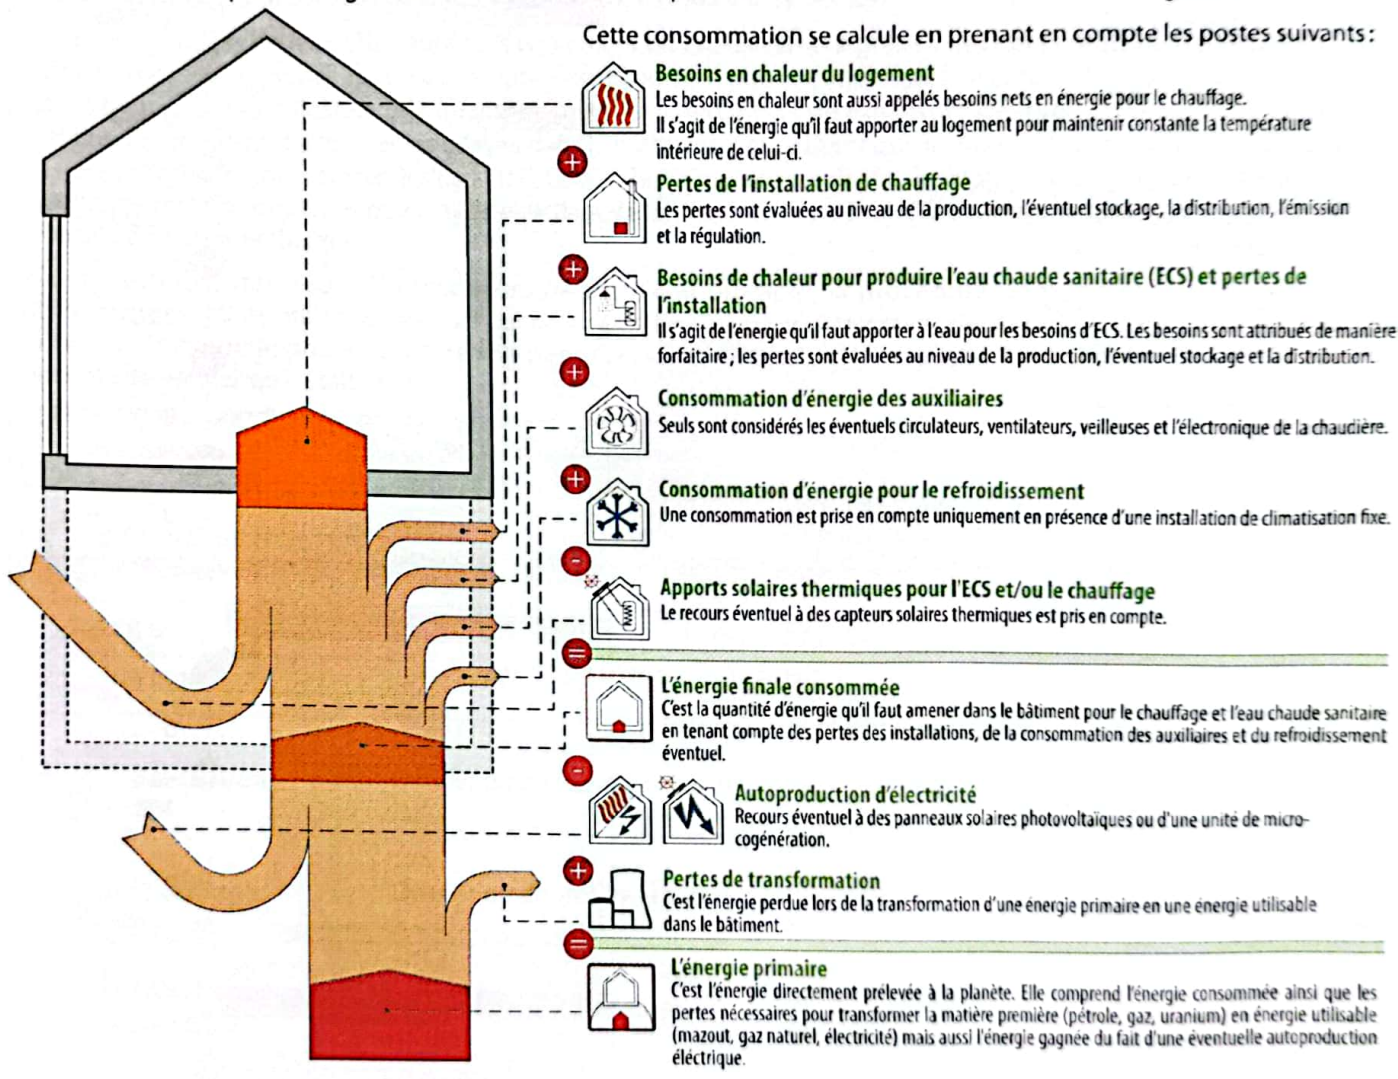 Cette consommation se calcule en prenant en compte les postes suivants :
Besoins en chaleur du logement
Les besoins en chaleur sont aussi appelés besoins nets en énergie pour le chauffage.
Il s'agit de l'énergie qu'il faut apporter au logement pour maintenir constante la température
intérieure de celui-ci.
+
Pertes de l'installation de chauffage
Les pertes sont évaluées au niveau de la production, l'éventuel stockage, la distribution, l'émission
et la régulation.
+
Besoins de chaleur pour produire l'eau chaude sanitaire (ECS) et pertes de
l'installation
Il s'agit de l'énergie qu'il faut apporter à l'eau pour les besoins d'ECS. Les besoins sont attribués de manière
forfaitaire ; les pertes sont évaluées au niveau de la production, l'éventuel stockage et la distribution.
+
Consommation d'énergie des auxiliaires
Seuls sont considérés les éventuels circulateurs, ventilateurs, veilleuses et l'électronique de la chaudière.
+
Consommation d'énergie pour le refroidissement
Une consommation est prise en compte uniquement en présence d'une installation de climatisation fixe.
-
Apports solaires thermiques pour l'ECS et/ou le chauffage
Le recours éventuel à des capteurs solaires thermiques est pris en compte.
=
L'énergie finale consommée
C'est la quantité d'énergie qu'il faut amener dans le bâtiment pour le chauffage et l'eau chaude sanitaire
en tenant compte des pertes des installations, de la consommation des auxiliaires et du refroidissement
éventuel.
-
Autoproduction d'électricité
Recours éventuel à des panneaux solaires photovoltaïques ou d'une unité de micro-
cogénération.
+
Pertes de transformation
C'est l'énergie perdue lors de la transformation d'une énergie primaire en une énergie utilisable
dans le bâtiment.
=
L'énergie primaire
C'est l'énergie directement prélevée à la planète. Elle comprend l'énergie consommée ainsi que les
pertes nécessaires pour transformer la matière première (pétrole, gaz, uranium) en énergie utilisable
(mazout, gaz naturel, électricité) mais aussi l'énergie gagnée du fait d'une éventuelle autoproduction
électrique.